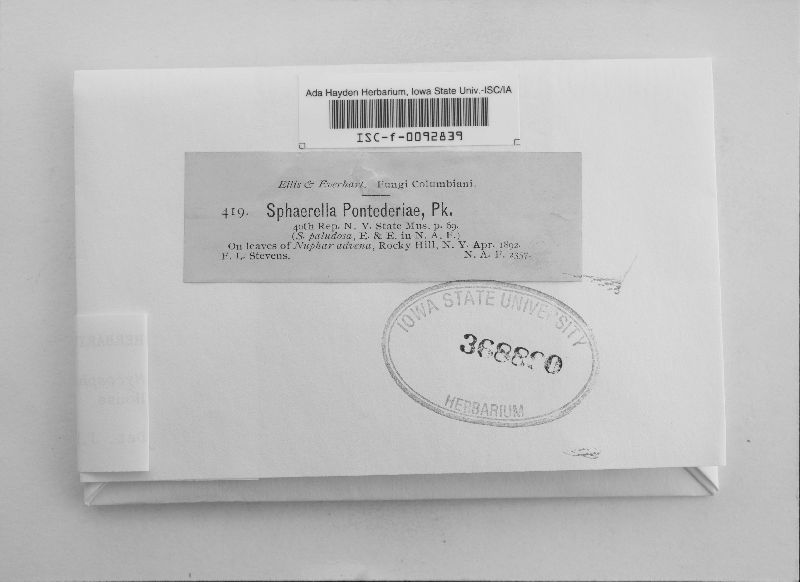 Ada Hayden Herbarium, Iowa State Univ.-ISC/IA
ISC-f-0092839
Ellis & Everhart. Fungi Columbiani.
419. Sphaerella Pontederiae, Pk.
40th Rep. N. Y. State Mus. p. 69.
(S. paludosa, E. & E. in N. A. F.)
On leaves of Nuphar advena, Rocky Hill, N. Y. Apr. 1892.
F. L. Stevens. N. A. F. 2357.
IOWA STATE UNIVERSITY
HERBARIUM